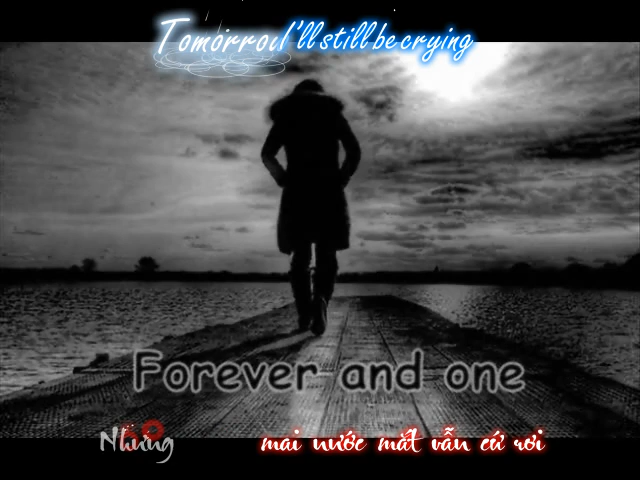 Tomorrow I'll still be crying
Forever and one
Nhưng mai nước mắt vẫn cứ rơi